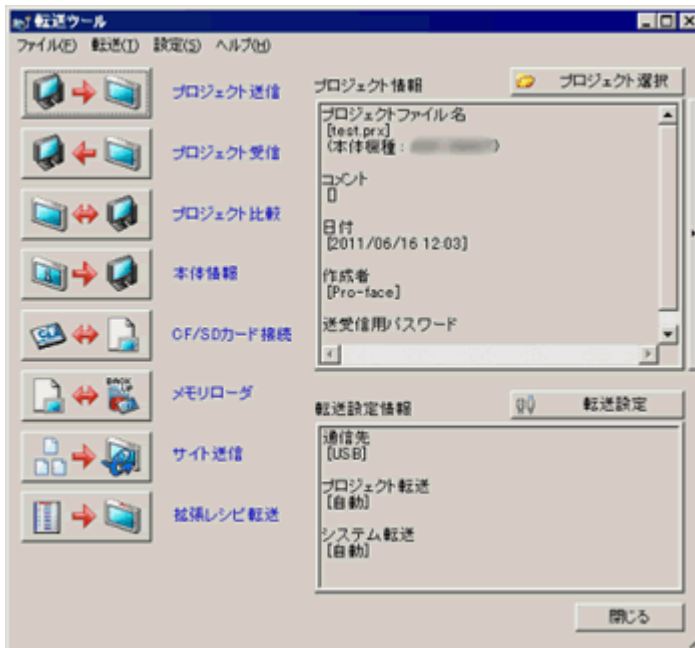 転送ツール
ファイル(F) 転送(T) 設定(S) ヘルプ(H)
プロジェクト送信
プロジェクト受信
プロジェクト比較
本体情報
CF/SDカード接続
メモリローダ
サイト送信
拡張レシピ転送
プロジェクト情報
プロジェクト選択
プロジェクトファイル名
[test.prx]
(本体機種: )
コメント
[]
日付
[2011/06/16 12:03]
作成者
[Pro-face]
送受信用パスワード
転送設定情報
転送設定
通信先
[USB]
プロジェクト転送
[自動]
システム転送
[自動]
閉じる